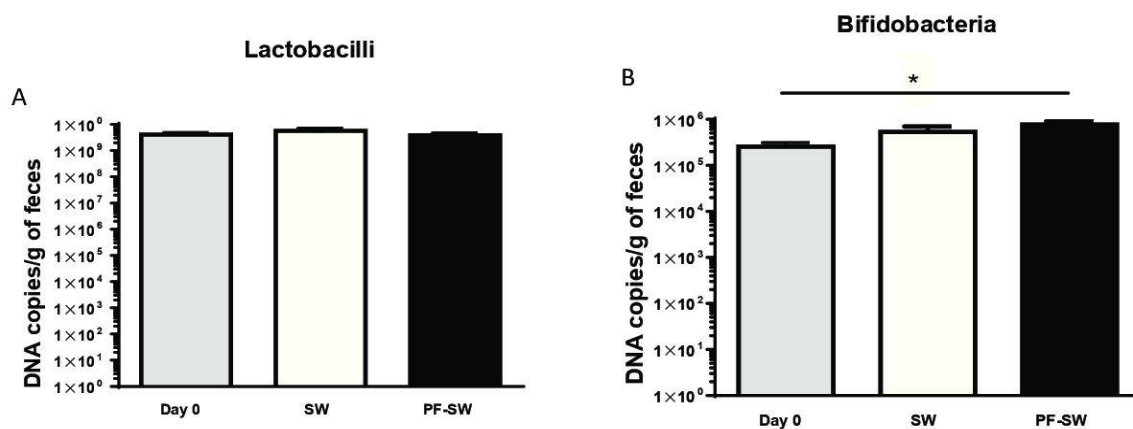 Lactobacilli
A
DNA copies/g of feces
1×10⁰
1×10⁹
1×10⁸
1×10⁷
1×10⁶
1×10⁵
1×10⁴
1×10³
1×10²
1×10¹
1×10⁰
Day 0 SW PF-SW
Bifidobacteria
B
*
DNA copies/g of feces
1×10⁶
1×10⁵
1×10⁴
1×10³
1×10²
1×10¹
1×10⁰
Day 0 SW PF-SW